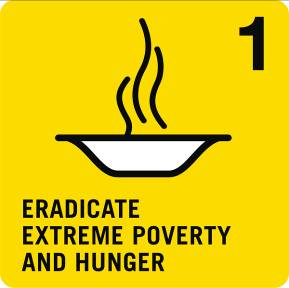 1
ERADICATE
EXTREME POVERTY
AND HUNGER